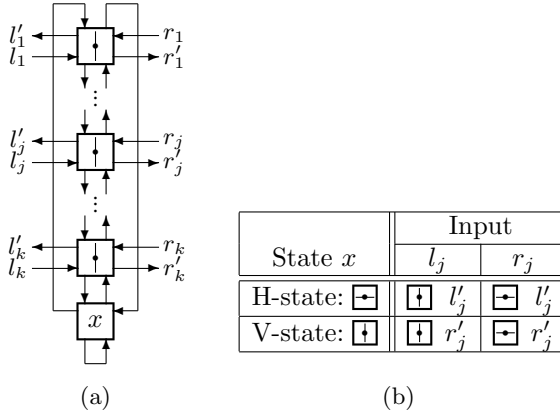 l′₁ r₁
l₁ r′₁
⋮
l′ⱼ rⱼ
lⱼ r′ⱼ
⋮
l′ₖ rₖ
lₖ r′ₖ
x
(a)
Input
State x lⱼ rⱼ
H-state: l′ⱼ l′ⱼ
V-state: r′ⱼ r′ⱼ
(b)